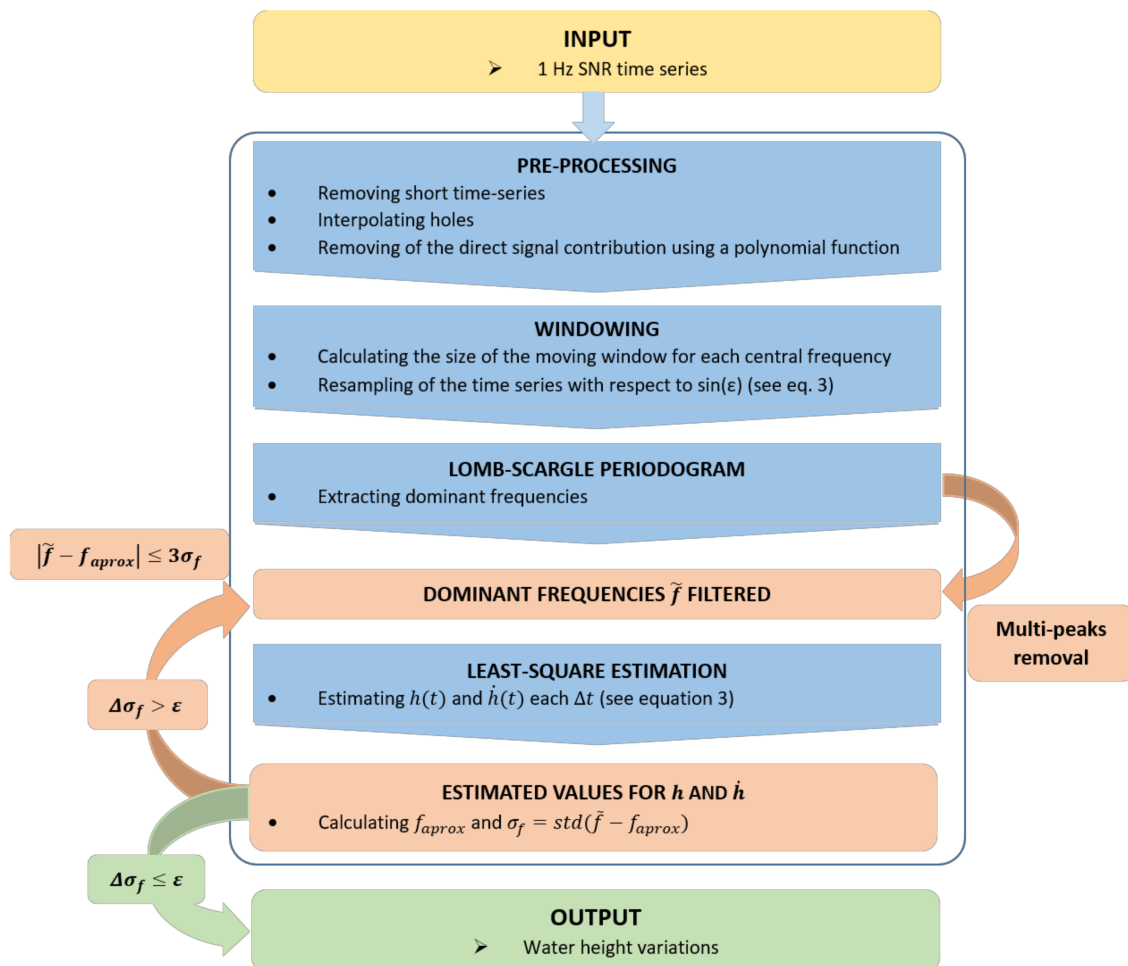 INPUT
➢ 1 Hz SNR time series
PRE-PROCESSING
• Removing short time-series
• Interpolating holes
• Removing of the direct signal contribution using a polynomial function
WINDOWING
• Calculating the size of the moving window for each central frequency
• Resampling of the time series with respect to sin(ε) (see eq. 3)
LOMB-SCARGLE PERIODOGRAM
• Extracting dominant frequencies
|f̃ − f_aprox| ≤ 3σ_f
DOMINANT FREQUENCIES f̃ FILTERED
Multi-peaks
removal
LEAST-SQUARE ESTIMATION
• Estimating h(t) and ḣ(t) each Δt (see equation 3)
Δσ_f > ε
ESTIMATED VALUES FOR h AND ḣ
• Calculating f_aprox and σ_f = std(f̃ − f_aprox)
Δσ_f ≤ ε
OUTPUT
➢ Water height variations